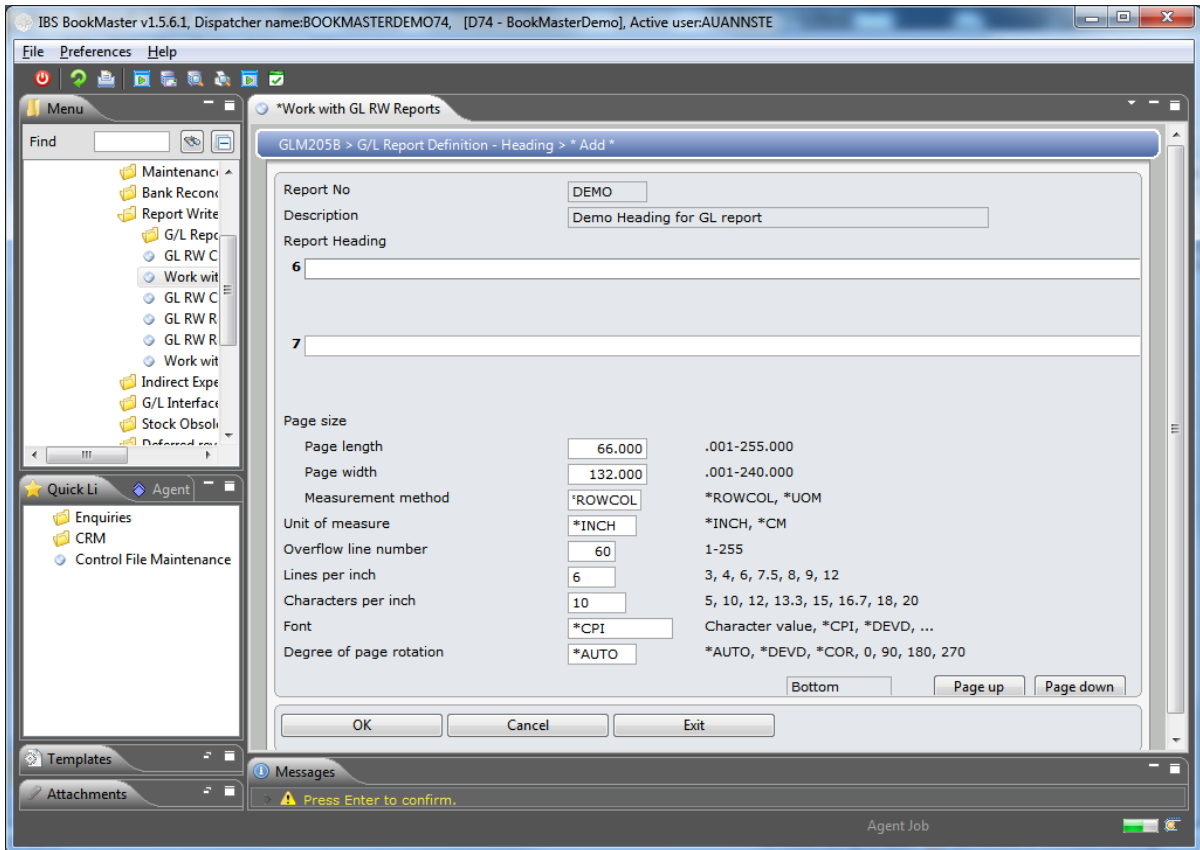 IBS BookMaster v1.5.6.1, Dispatcher name:BOOKMASTERDEMO74, [D74 - BookMasterDemo], Active user:AUANNSTE
File Preferences Help
Menu
Find
Maintenance
Bank Recon
Report Write
G/L Repo
GL RW C
Work wit
GL RW C
GL RW R
GL RW R
Work wit
Indirect Expe
G/L Interface
Stock Obsol
Deferred rev
Quick Li
Agent
Enquiries
CRM
Control File Maintenance
Templates
Attachments
*Work with GL RW Reports
GLM205B > G/L Report Definition - Heading > * Add *
Report No DEMO
Description Demo Heading for GL report
Report Heading
6
7
Page size
Page length 66.000 .001-255.000
Page width 132.000 .001-240.000
Measurement method *ROWCOL *ROWCOL, *UOM
Unit of measure *INCH *INCH, *CM
Overflow line number 60 1-255
Lines per inch 6 3, 4, 6, 7.5, 8, 9, 12
Characters per inch 10 5, 10, 12, 13.3, 15, 16.7, 18, 20
Font *CPI Character value, *CPI, *DEVD, ...
Degree of page rotation *AUTO *AUTO, *DEVD, *COR, 0, 90, 180, 270
Bottom Page up Page down
OK Cancel Exit
Messages
Press Enter to confirm.
Agent Job